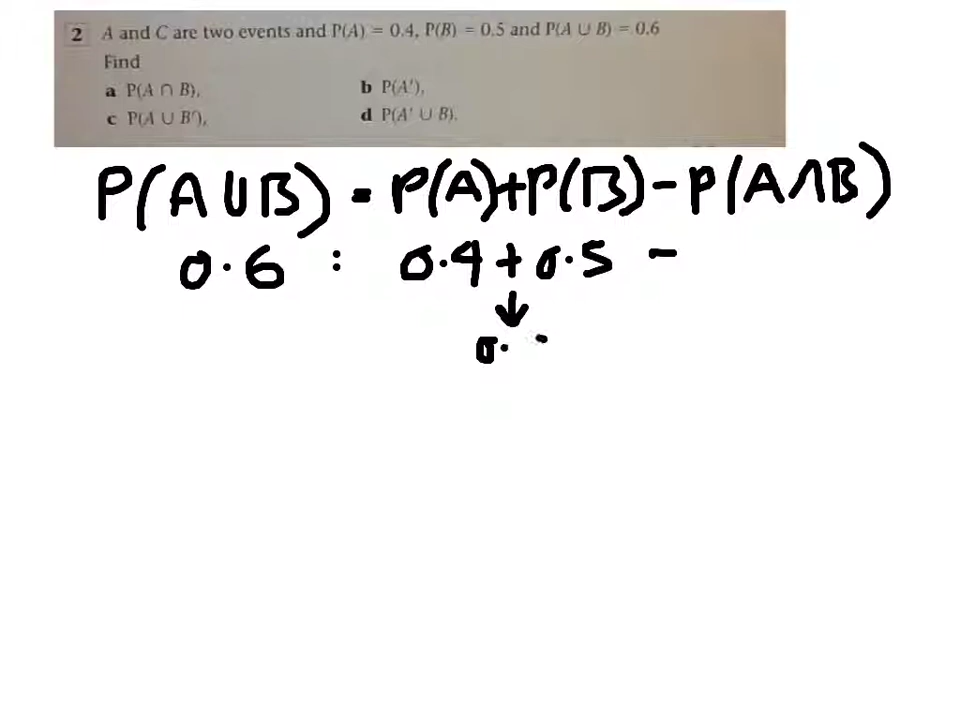 2 A and C are two events and P(A) = 0.4, P(B) = 0.5 and P(A ∪ B) = 0.6
Find
a P(A ∩ B), b P(A′),
c P(A ∪ B′), d P(A′ ∪ B).
P(A∪B) = P(A)+P(B) - P(A∩B)
0.6 : 0.4 + 0.5 -
↓
0.